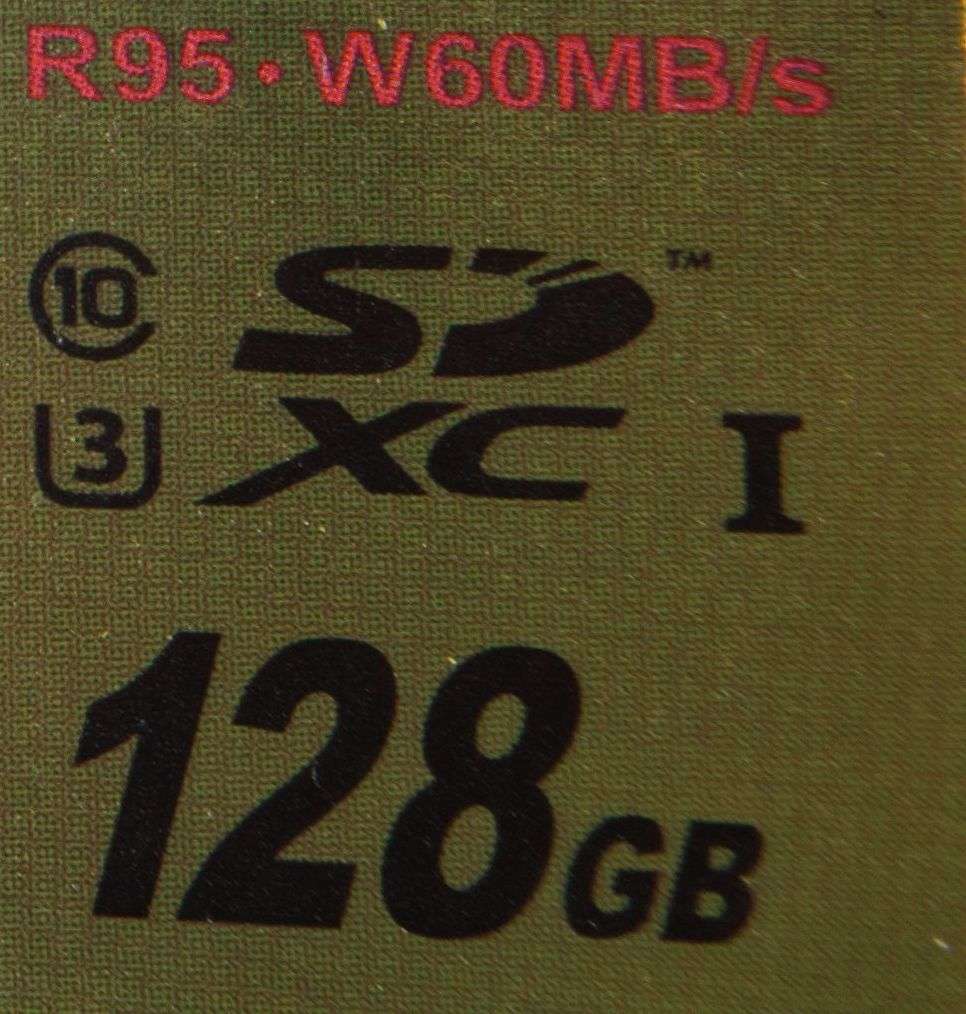 R95·W60MB/s
10 SD™
3 XC I
128GB